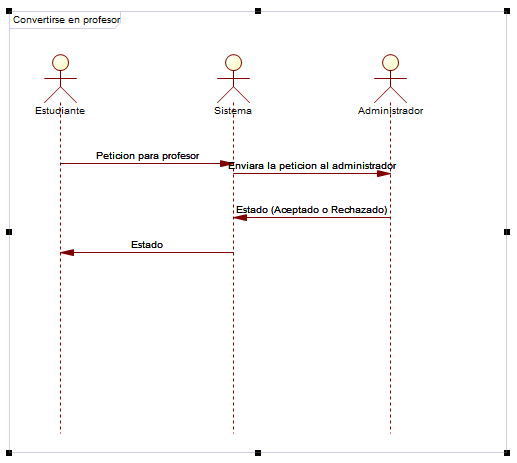 Convertirse en profesor
Estudiante
Sistema
Administrador
Peticion para profesor
Enviara la peticion al administrador
Estado (Aceptado o Rechazado)
Estado